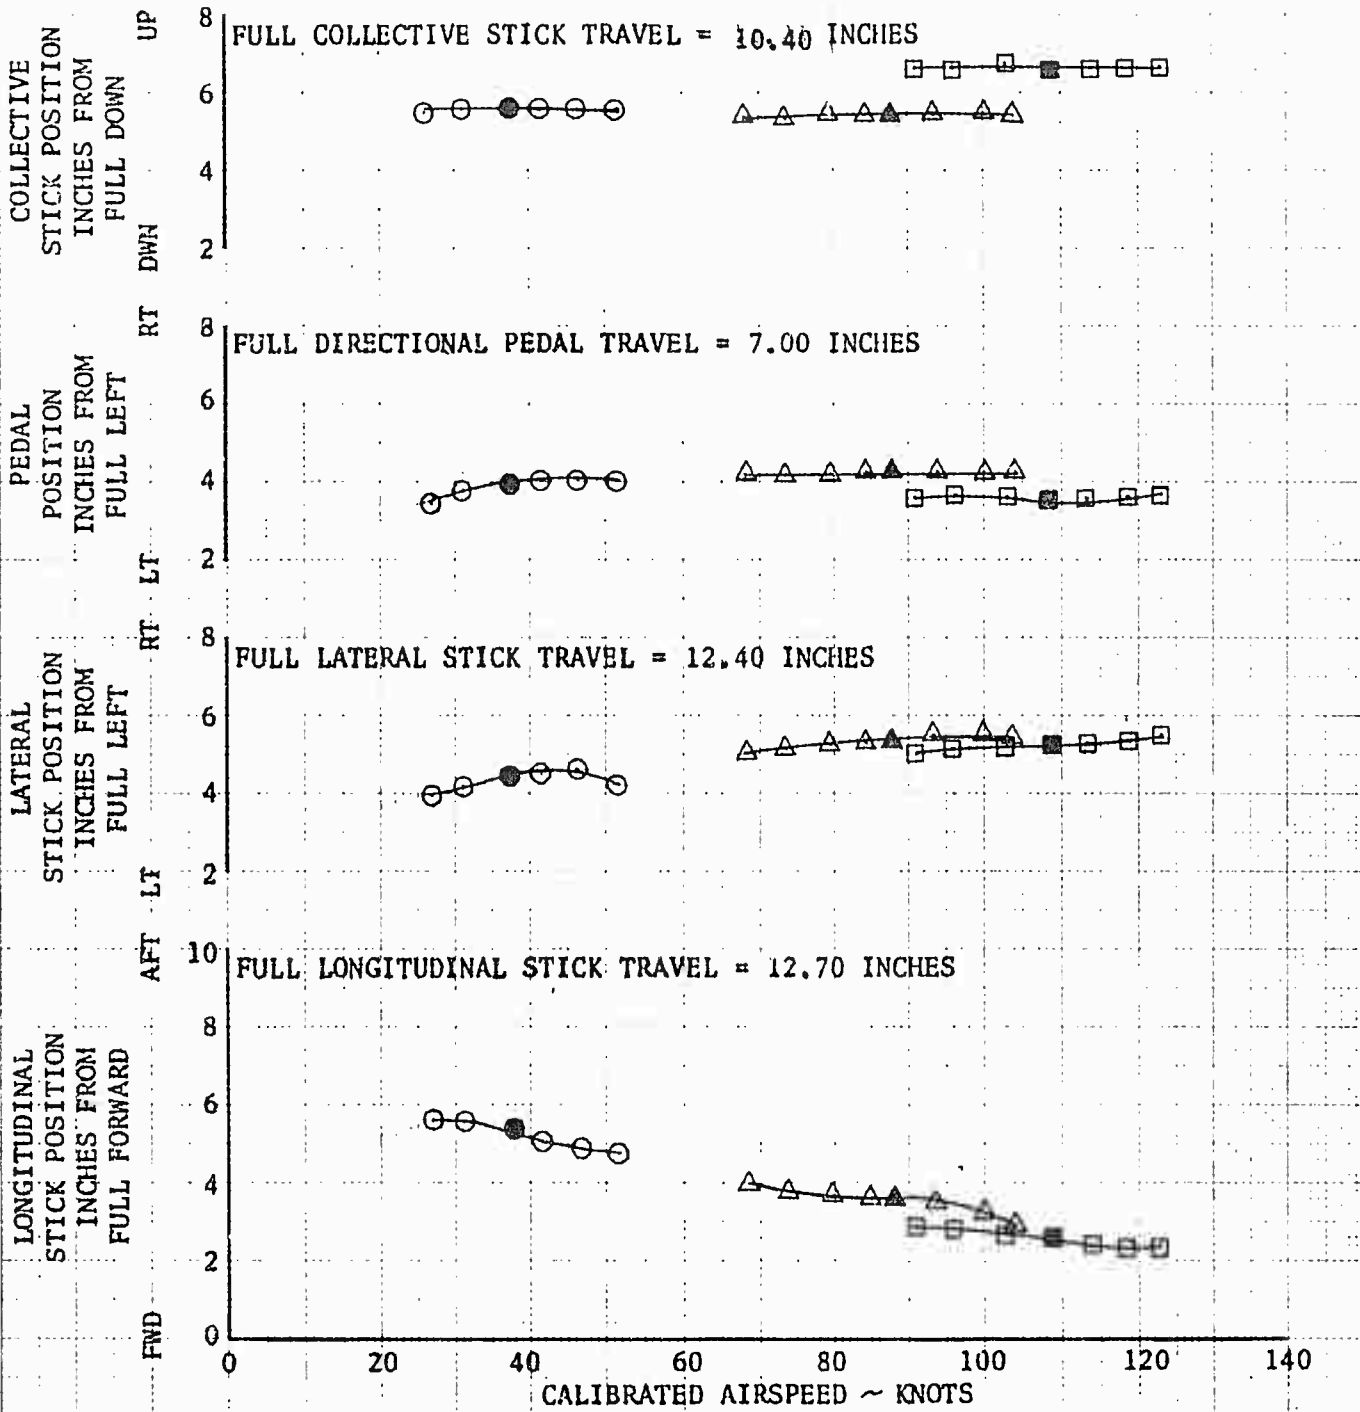 COLLECTIVE
STICK POSITION
INCHES FROM
FULL DOWN
DWN UP
8
6
4
2
FULL COLLECTIVE STICK TRAVEL = 10.40 INCHES
PEDAL
POSITION
INCHES FROM
FULL LEFT
LT RT
8
6
4
2
FULL DIRECTIONAL PEDAL TRAVEL = 7.00 INCHES
LATERAL
STICK POSITION
INCHES FROM
FULL LEFT
LT RT
8
6
4
2
FULL LATERAL STICK TRAVEL = 12.40 INCHES
LONGITUDINAL
STICK POSITION
INCHES FROM
FULL FORWARD
FWD AFT
10
8
6
4
2
0
FULL LONGITUDINAL STICK TRAVEL = 12.70 INCHES
0 20 40 60 80 100 120 140
CALIBRATED AIRSPEED ~ KNOTS